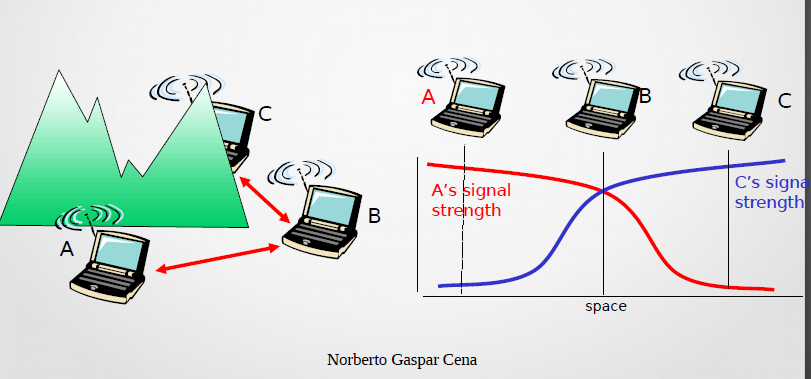 C
B
A
A
B
C
A's signal
strength
C's signa
strength
space
Norberto Gaspar Cena